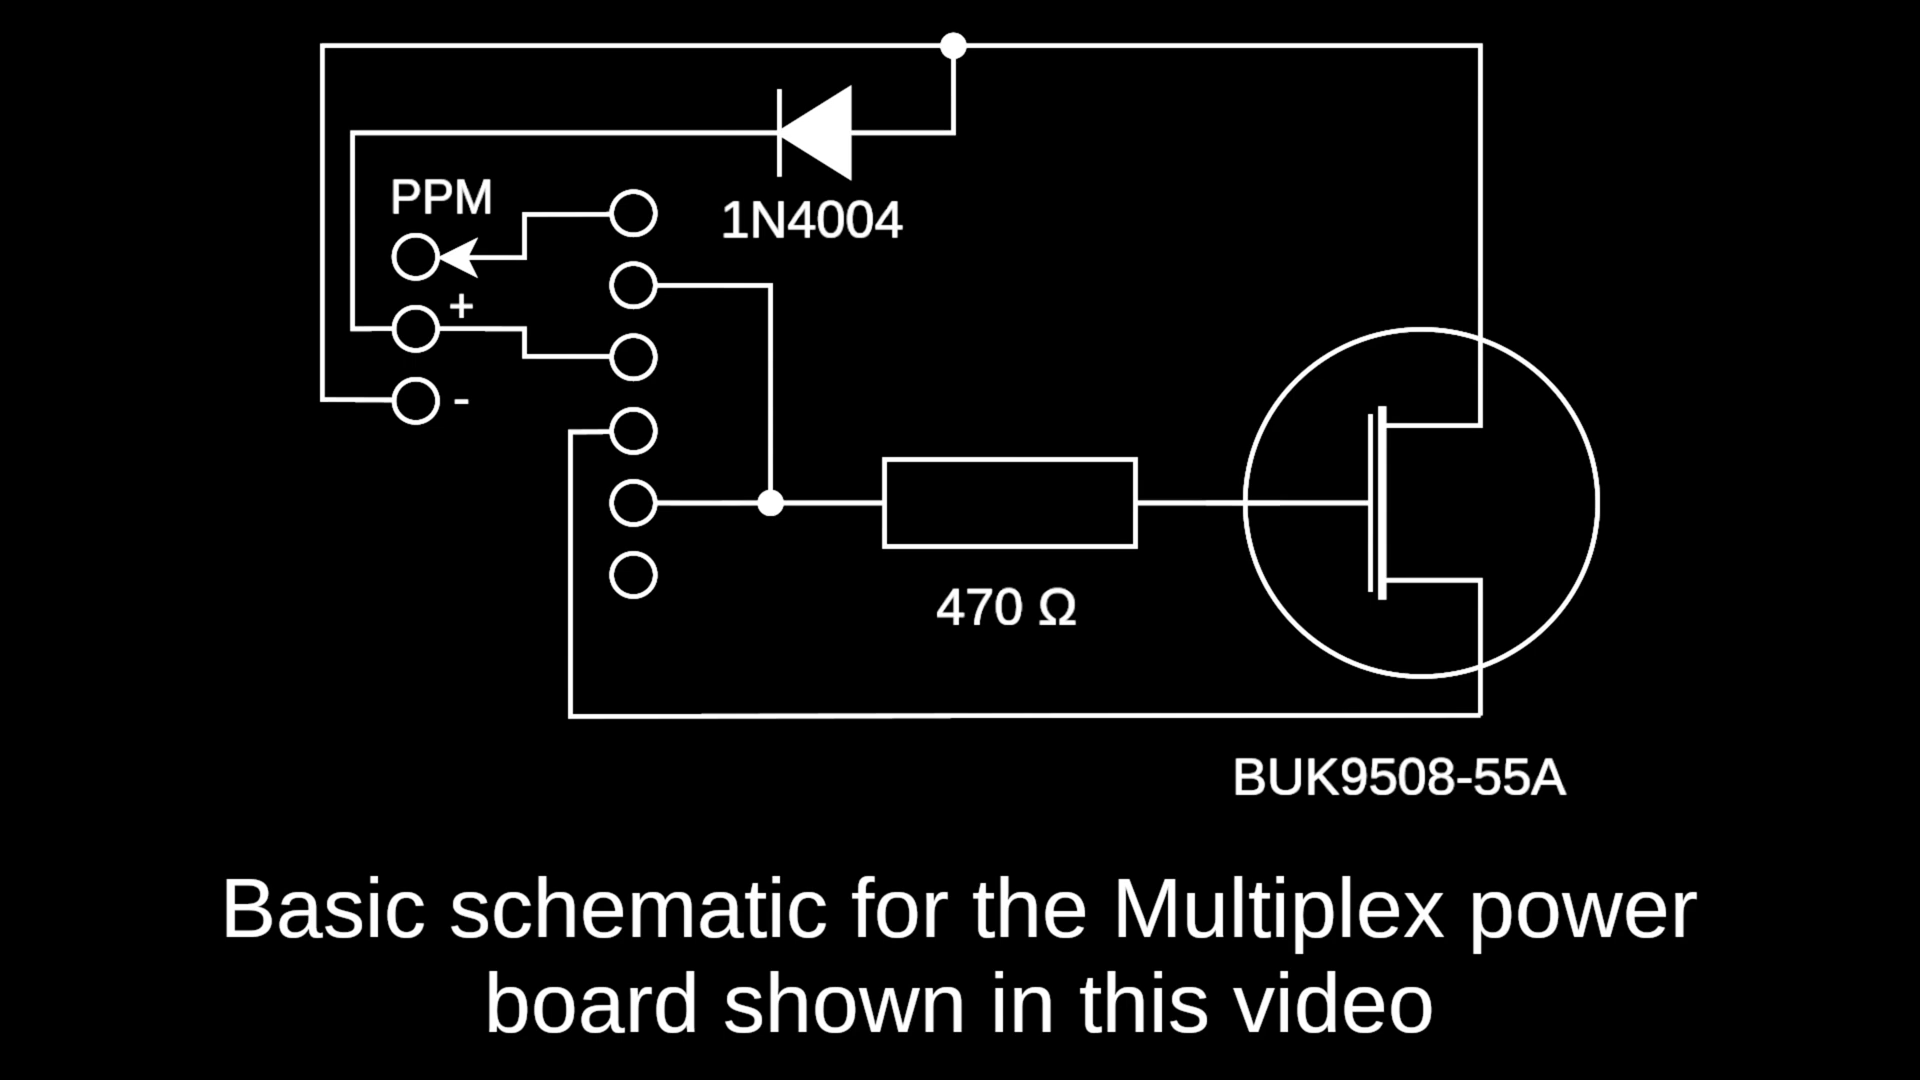 PPM
+
-
1N4004
470 Ω
BUK9508-55A
Basic schematic for the Multiplex power
board shown in this video